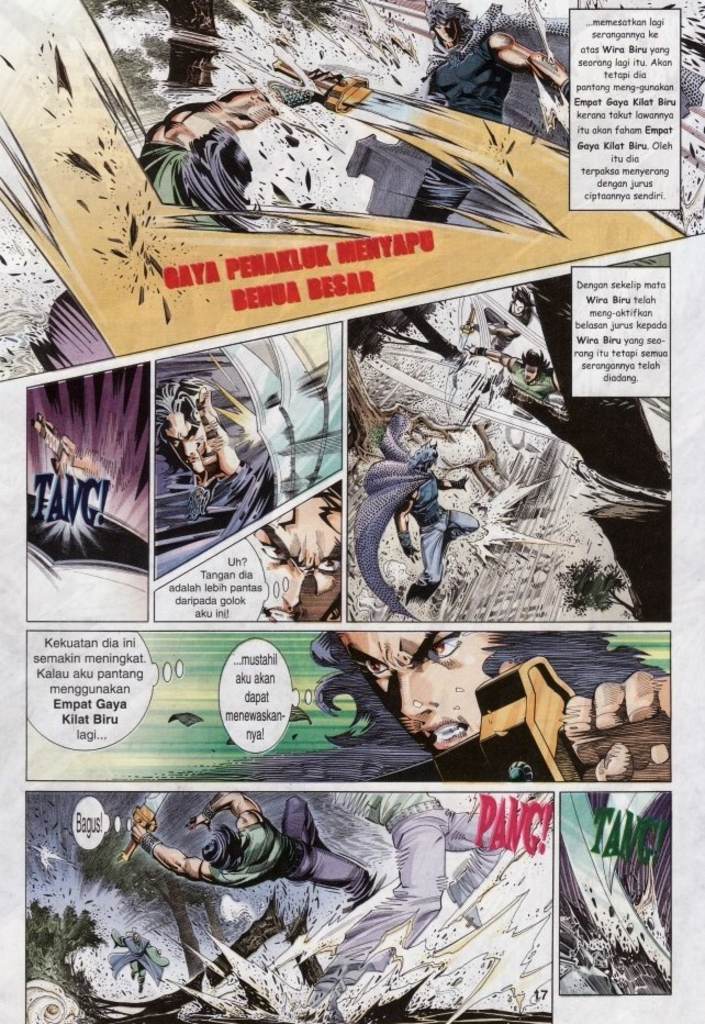 ...memesatkan lagi
serangannya ke
atas Wira Biru yang
seorang lagi itu. Akan
tetapi dia
pantang meng-gunakan
Empat Gaya Kilat Biru
kerana takut lawannya
itu akan faham Empat
Gaya Kilat Biru. Oleh
itu dia
terpaksa menyerang
dengan jurus
ciptaannya sendiri.
GAYA PENAKLUK MENYAPU
BENUA BESAR
Dengan sekelip mata
Wira Biru telah
meng-aktifkan
belasan jurus kepada
Wira Biru yang seo-
rang itu tetapi semua
serangannya telah
diadang.
TANG!
Uh?
Tangan dia
adalah lebih pantas
daripada golok
aku ini!
Kekuatan dia ini
semakin meningkat.
Kalau aku pantang
menggunakan
Empat Gaya
Kilat Biru
lagi...
...mustahil
aku akan
dapat
menewaskan-
nya!
Bagus!
PANG!
TANG!
17